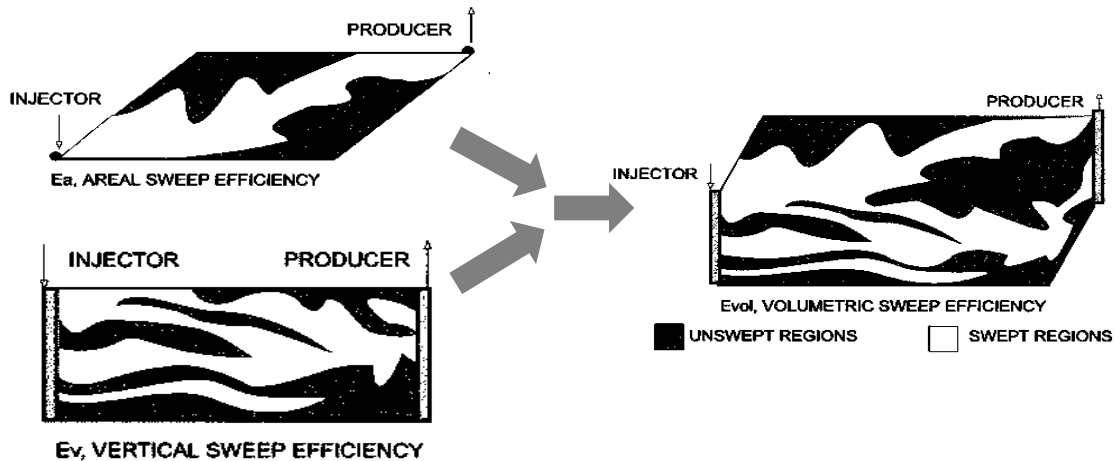 PRODUCER
INJECTOR
Ea, AREAL SWEEP EFFICIENCY
INJECTOR PRODUCER
Ev, VERTICAL SWEEP EFFICIENCY
PRODUCER
INJECTOR
Evol, VOLUMETRIC SWEEP EFFICIENCY
UNSWEPT REGIONS SWEPT REGIONS